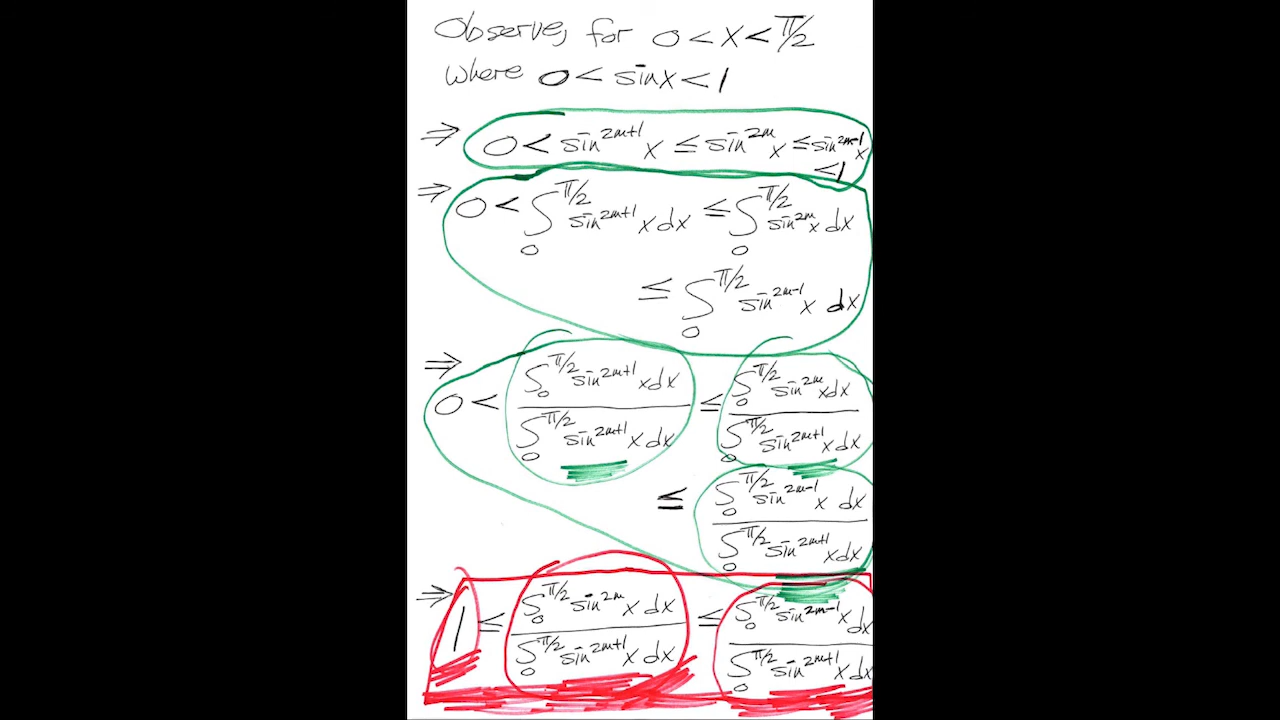 Observe, for 0 < x < π/2
where 0 < sin x < 1
⇒ 0 < sin^{2m+1} x ≤ sin^{2m} x ≤ sin^{2m-1} x
< 1
⇒ 0 < ∫_0^{π/2} sin^{2m+1} x dx ≤ ∫_0^{π/2} sin^{2m} x dx
≤ ∫_0^{π/2} sin^{2m-1} x dx
⇒ 0 < (∫_0^{π/2} sin^{2m+1} x dx)/(∫_0^{π/2} sin^{2m+1} x dx) ≤ (∫_0^{π/2} sin^{2m} x dx)/(∫_0^{π/2} sin^{2m+1} x dx)
≤ (∫_0^{π/2} sin^{2m-1} x dx)/(∫_0^{π/2} sin^{2m+1} x dx)
⇒ 1 ≤ (∫_0^{π/2} sin^{2m} x dx)/(∫_0^{π/2} sin^{2m+1} x dx) ≤ (∫_0^{π/2} sin^{2m-1} x dx)/(∫_0^{π/2} sin^{2m+1} x dx)